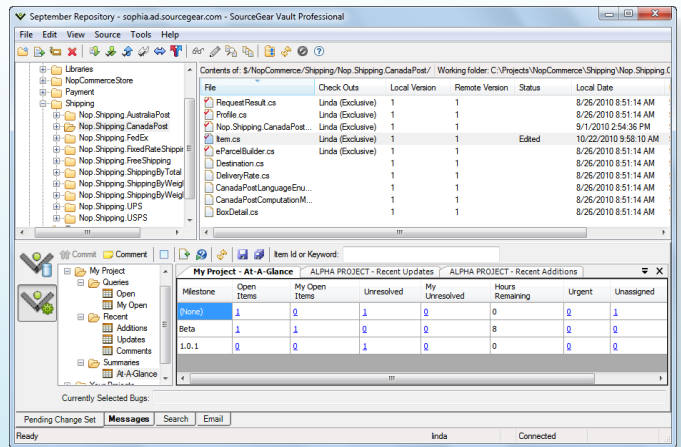 September Repository - sophia.ad.sourcegear.com - SourceGear Vault Professional
File Edit View Source Tools Help
Libraries
NopCommerceStore
Payment
Shipping
Nop.Shipping.AustraliaPost
Nop.Shipping.CanadaPost
Nop.Shipping.FedEx
Nop.Shipping.FixedRateShippin
Nop.Shipping.FreeShipping
Nop.Shipping.ShippingByTotal
Nop.Shipping.ShippingByWeigl
Nop.Shipping.ShippingByWeigl
Nop.Shipping.UPS
Nop.Shipping.USPS
Contents of: $/NopCommerce/Shipping/Nop.Shipping.CanadaPost/ Working folder: C:\Projects\NopCommerce\Shipping\Nop.Shipping.C
File Check Outs Local Version Remote Version Status Local Date
RequestResult.cs Linda (Exclusive) 1 1 8/26/2010 8:51:14 AM
Profile.cs Linda (Exclusive) 1 1 8/26/2010 8:51:14 AM
Nop.Shipping.CanadaPost... Linda (Exclusive) 1 1 9/1/2010 2:54:36 PM
Item.cs Linda (Exclusive) 1 1 Edited 10/22/2010 9:58:10 AM
eParcelBuilder.cs Linda (Exclusive) 1 1 8/26/2010 8:51:14 AM
Destination.cs 1 1 8/26/2010 8:51:14 AM
DeliveryRate.cs 1 1 8/26/2010 8:51:14 AM
CanadaPostLanguageEnu... 1 1 8/26/2010 8:51:14 AM
CanadaPostComputationM... 1 1 8/26/2010 8:51:14 AM
BoxDetail.cs 1 1 8/26/2010 8:51:14 AM
Commit Comment Item Id or Keyword:
My Project
Queries
Open
My Open
Recent
Additions
Updates
Comments
Summaries
At-A-Glance
My Project - At-A-Glance ALPHA PROJECT - Recent Updates ALPHA PROJECT - Recent Additions
Milestone Open Items My Open Items Unresolved My Unresolved Hours Remaining Urgent Unassigned
(None) 1 0 1 0 0 0 1
Beta 1 1 0 0 8 0 0
1.0.1 0 0 1 0 0 0 0
Currently Selected Bugs:
Pending Change Set Messages Search Email
Ready linda Connected